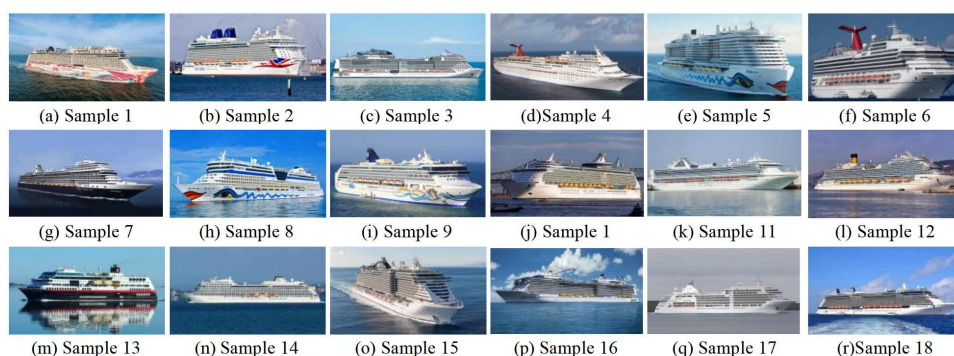 (a) Sample 1 (b) Sample 2 (c) Sample 3 (d)Sample 4 (e) Sample 5 (f) Sample 6
(g) Sample 7 (h) Sample 8 (i) Sample 9 (j) Sample 1 (k) Sample 11 (l) Sample 12
(m) Sample 13 (n) Sample 14 (o) Sample 15 (p) Sample 16 (q) Sample 17 (r)Sample 18